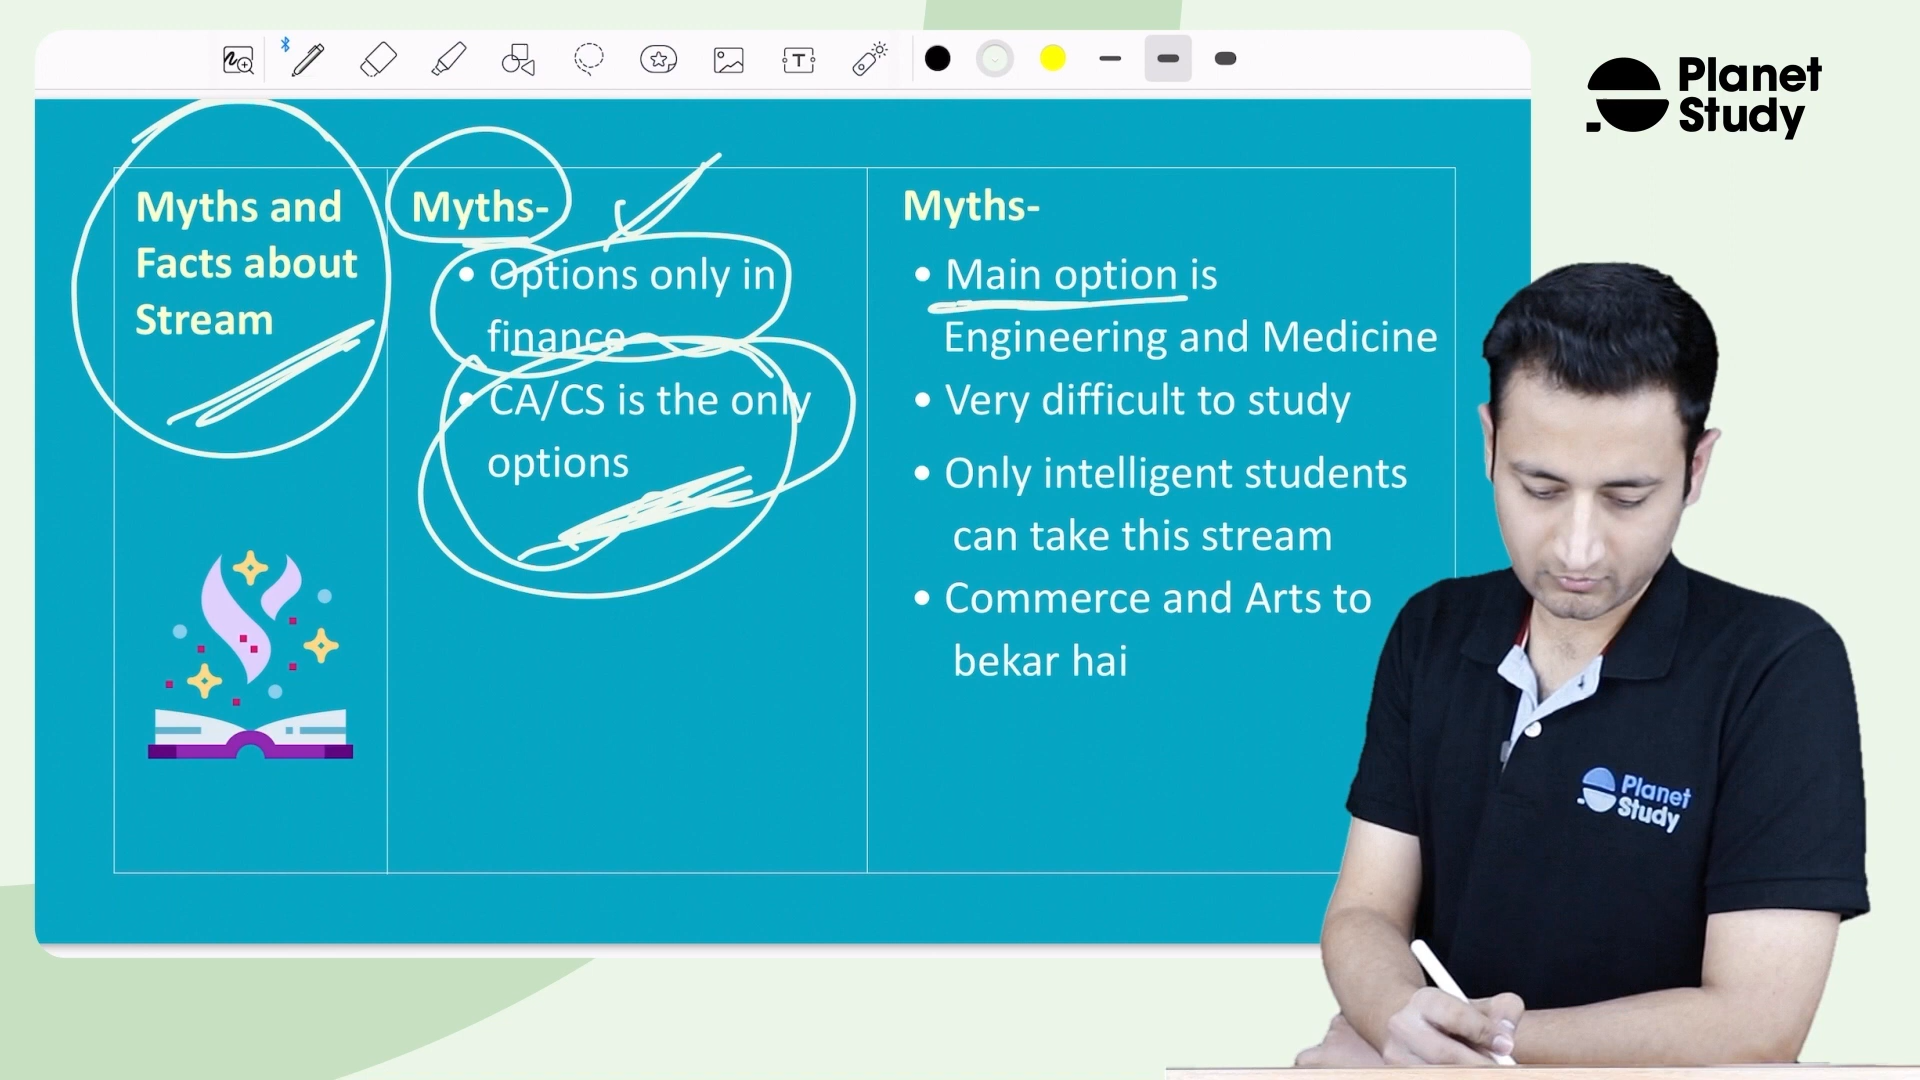 Planet
Study
Myths and
Facts about
Stream
Myths-
• Options only in
finance
• CA/CS is the only
options
Myths-
• Main option is
Engineering and Medicine
• Very difficult to study
• Only intelligent students
can take this stream
• Commerce and Arts to
bekar hai
Planet
Study